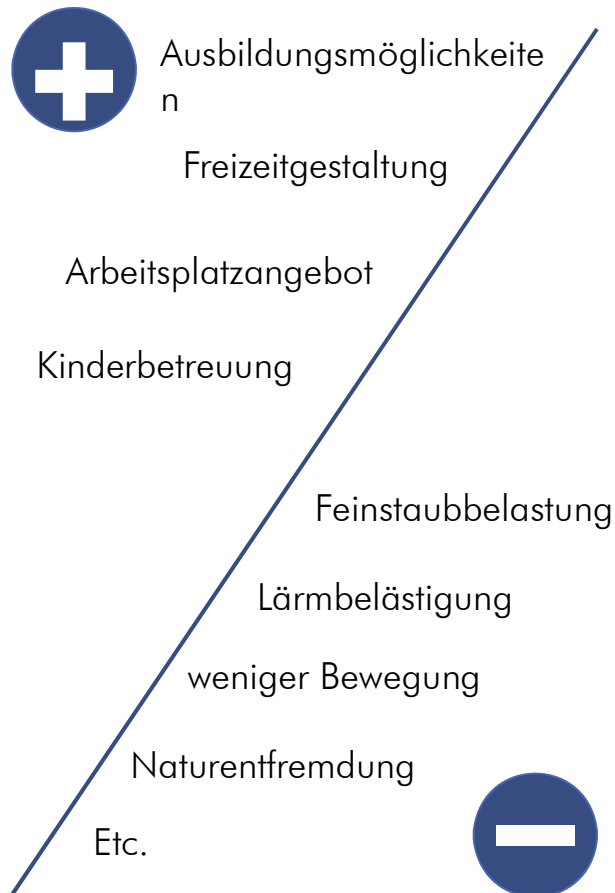 Ausbildungsmöglichkeite
n
Freizeitgestaltung
Arbeitsplatzangebot
Kinderbetreuung
Feinstaubbelastung
Lärmbelästigung
weniger Bewegung
Naturentfremdung
Etc.